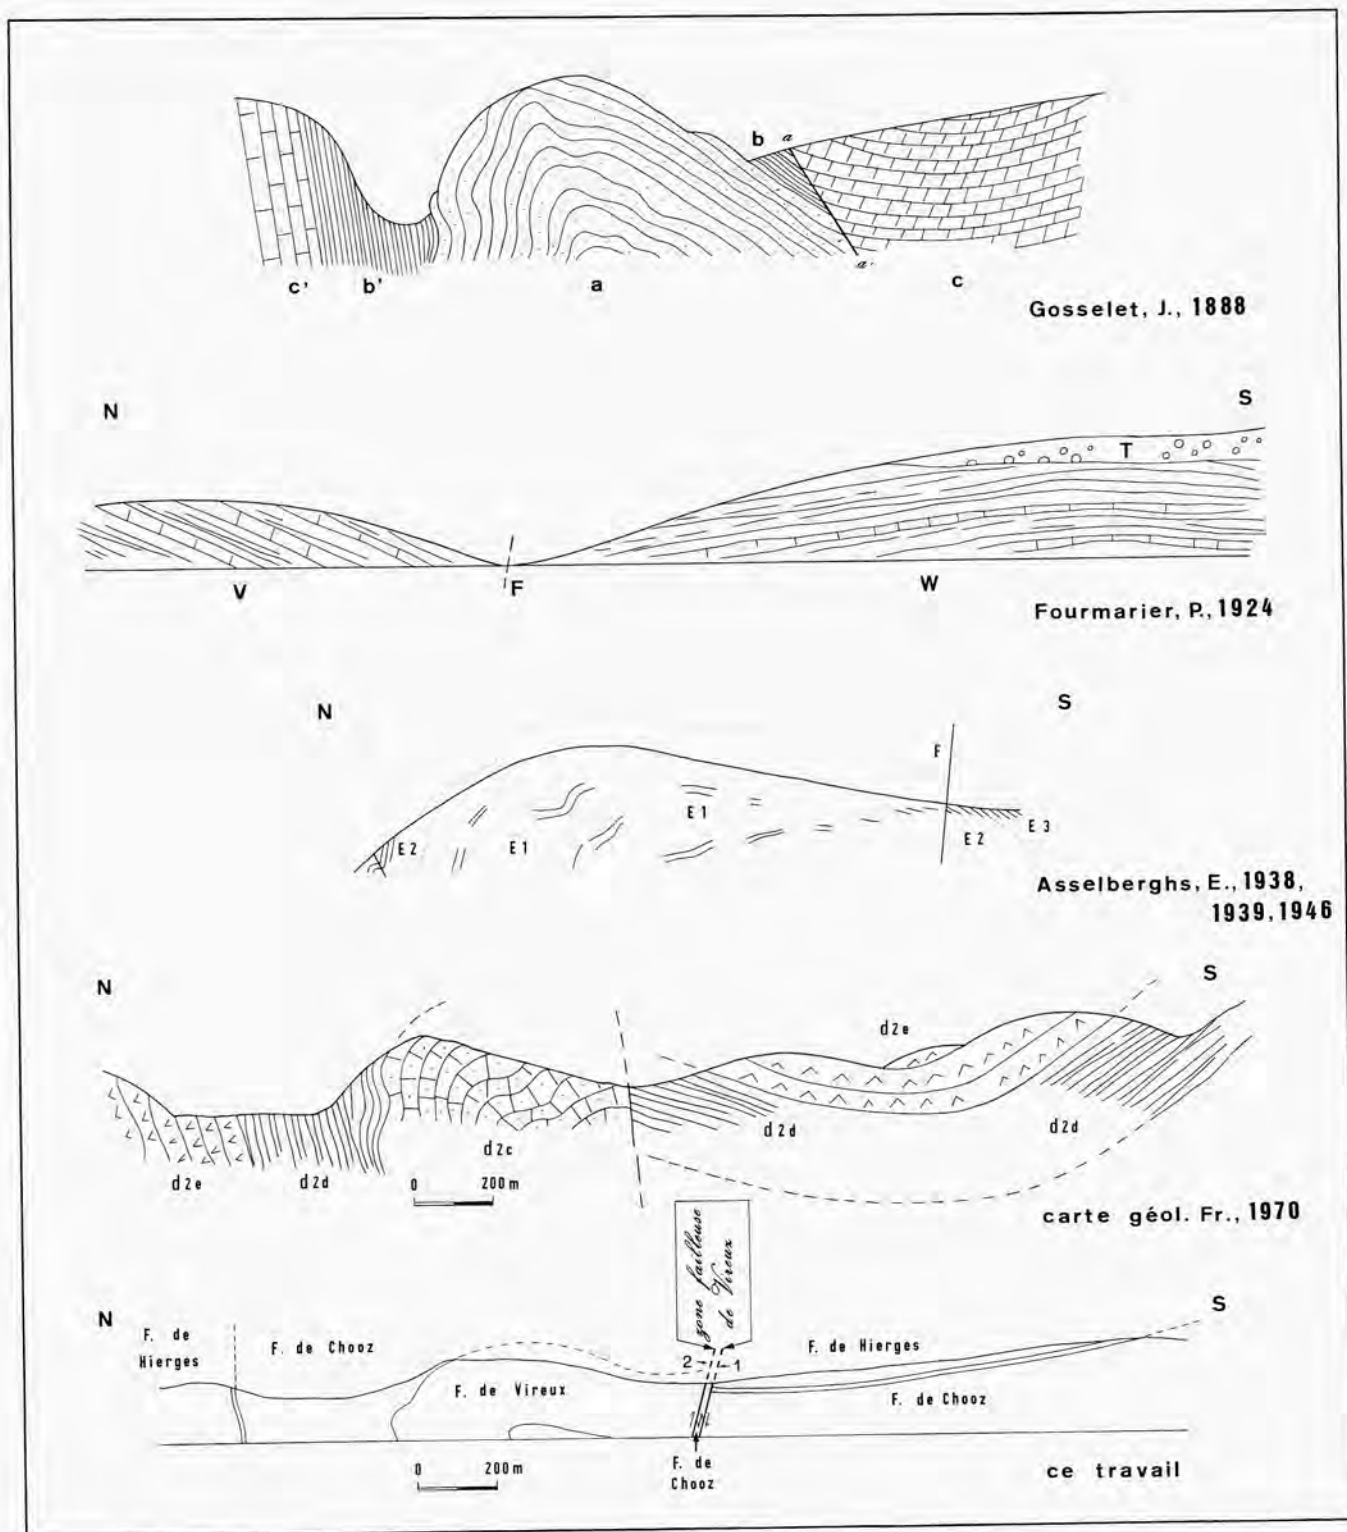 b a
c' b' a a' c
Gosselet, J., 1888
N S
T
V F W
Fourmarier, P., 1924
N S
F
E1
E2 E1 E2 E3
Asselberghs, E., 1938,
1939, 1946
N S
d2e
d2c d2d d2d
d2e d2d
0 200m
carte géol. Fr., 1970
zone failleuse
de Vireux
N S
F. de
Hierges
F. de Chooz
F. de Hierges
2 1
F. de Vireux
F. de Chooz
0 200m
F. de
Chooz
ce travail